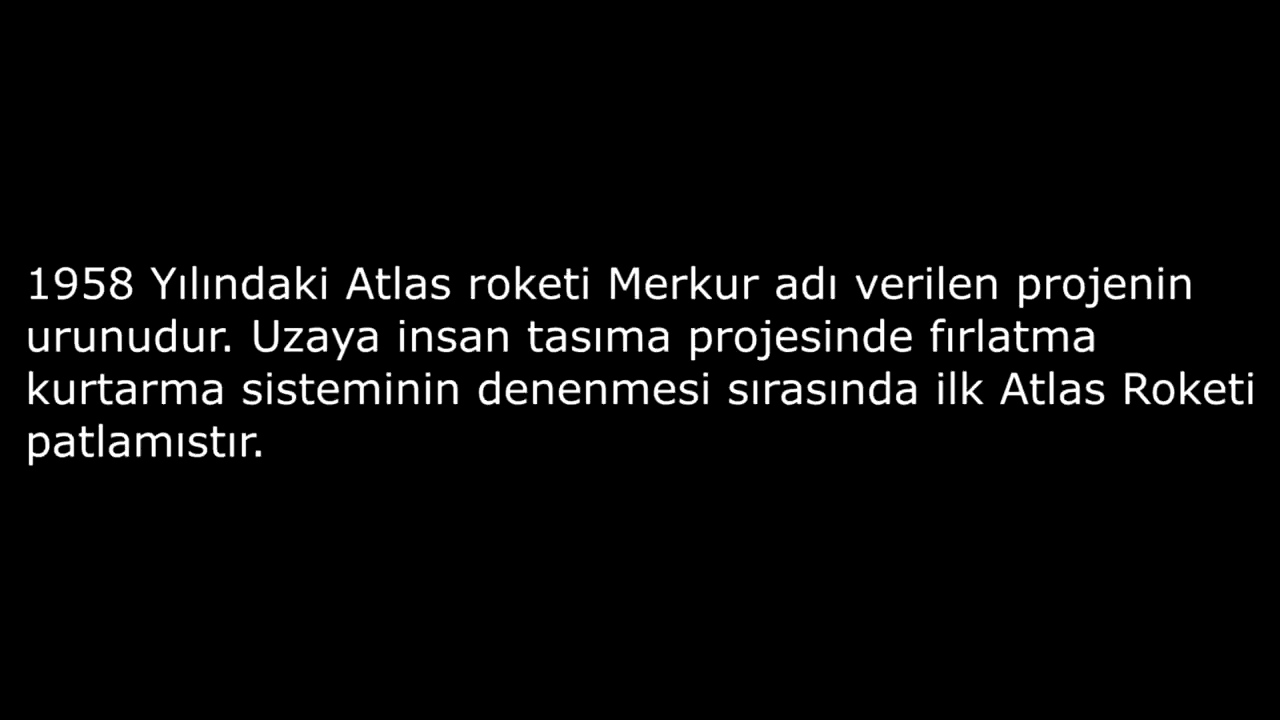 1958 Yılındaki Atlas roketi Merkur adı verilen projenin
urunudur. Uzaya insan tasıma projesinde fırlatma
kurtarma sisteminin denenmesi sırasında ilk Atlas Roketi
patlamıstır.